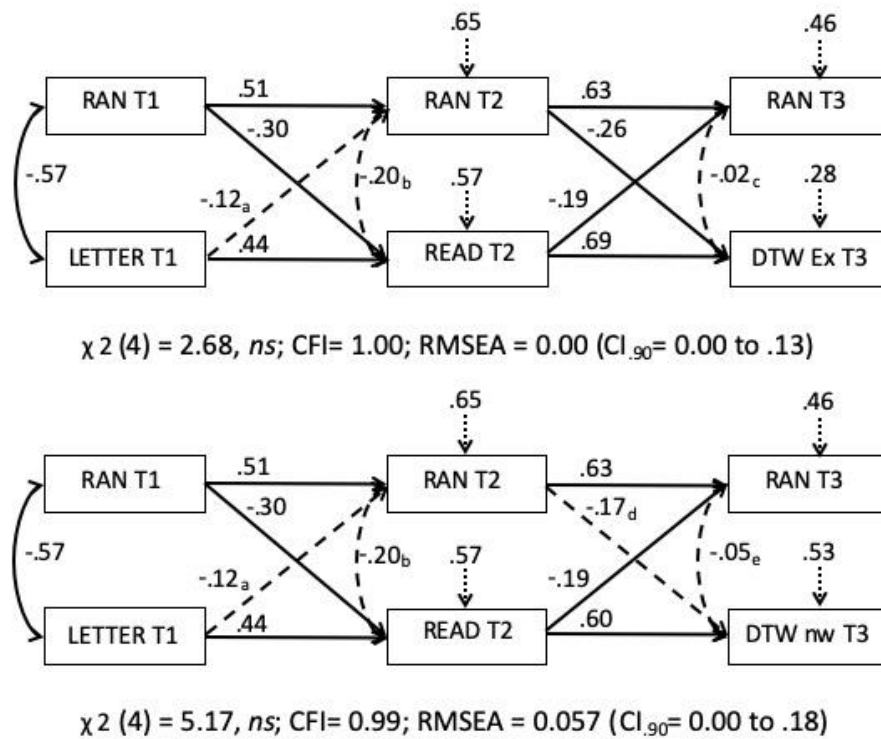 .65 .46
RAN T1 .51 RAN T2 .63 RAN T3
-.30 -.26
-.57 -.12a -.20b .57 -.19 -.02c .28
LETTER T1 .44 READ T2 .69 DTW Ex T3
χ 2 (4) = 2.68, ns; CFI= 1.00; RMSEA = 0.00 (CI.90= 0.00 to .13)
.65 .46
RAN T1 .51 RAN T2 .63 RAN T3
-.30 -.17d
-.57 -.12a -.20b .57 -.19 -.05e .53
LETTER T1 .44 READ T2 .60 DTW nw T3
χ 2 (4) = 5.17, ns; CFI= 0.99; RMSEA = 0.057 (CI.90= 0.00 to .18)